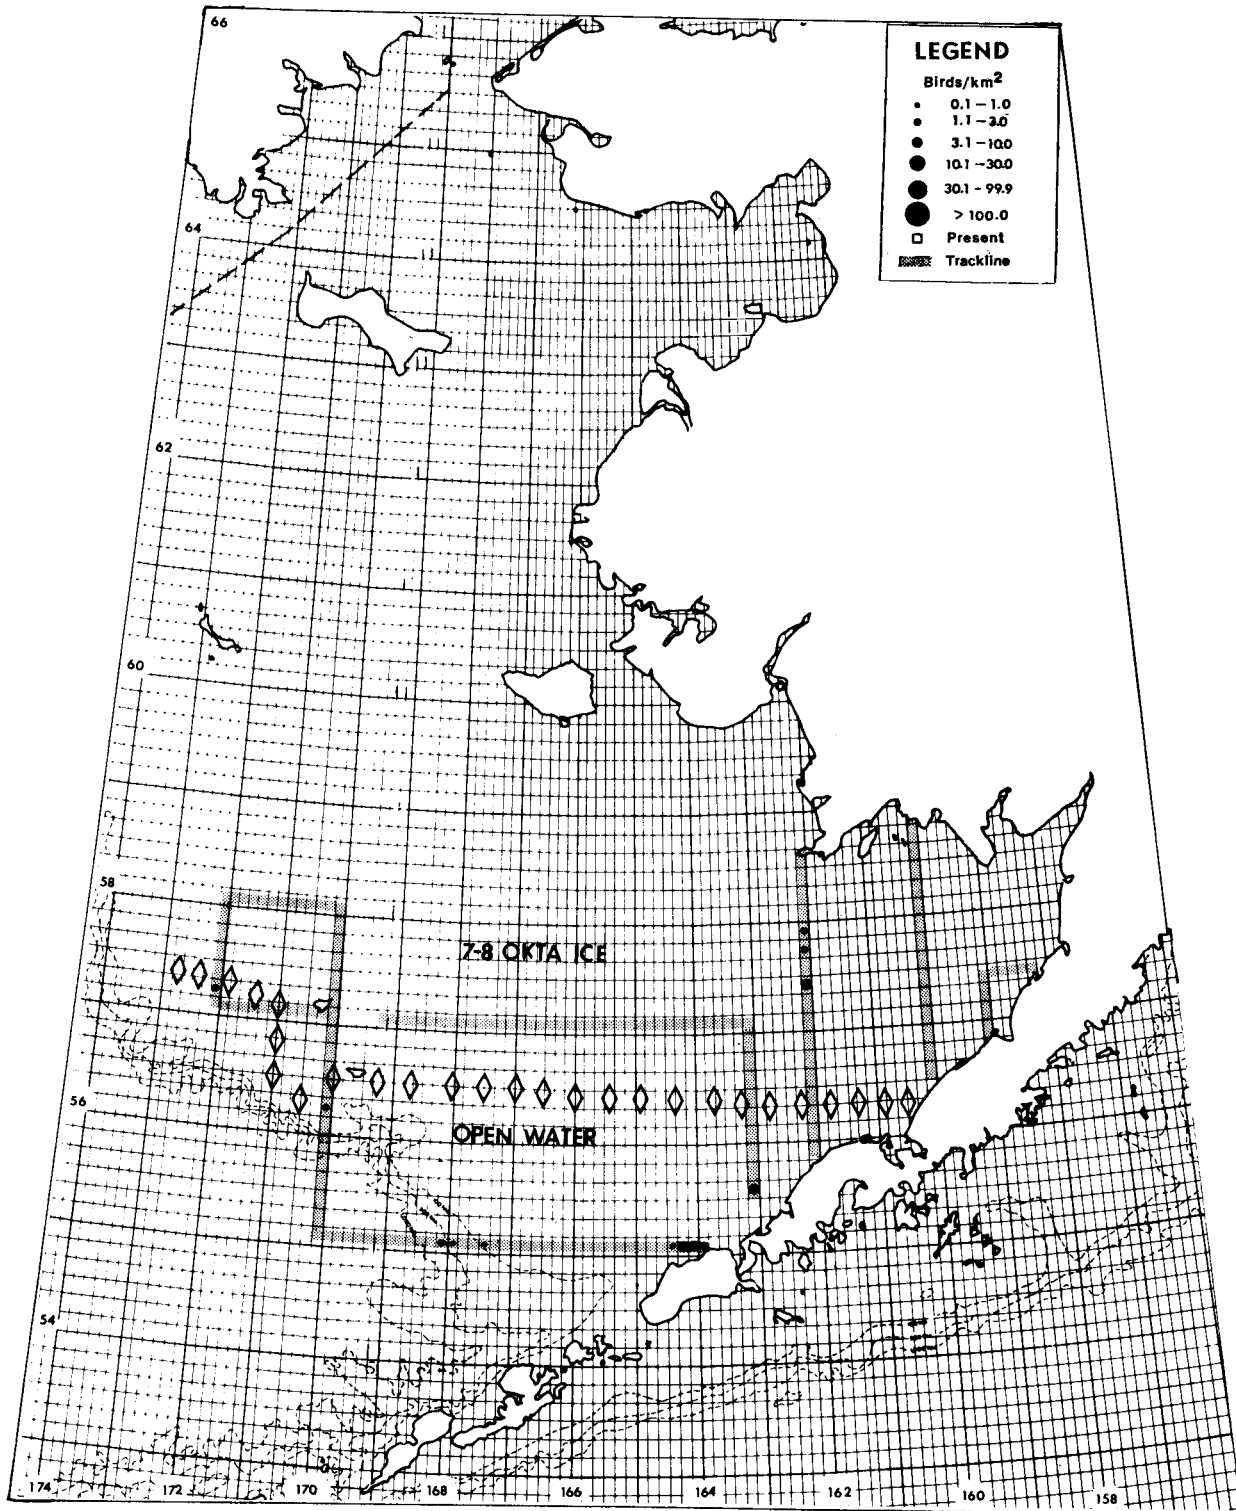 66
LEGEND
Birds/km²
0.1 – 1.0
1.1 – 3.0
3.1 – 10.0
10.1 – 30.0
30.1 - 99.9
> 100.0
Present
Trackline
64
62
60
58
7-8 OKTA ICE
56
OPEN WATER
54
174 172 170 168 166 164 162 160 158